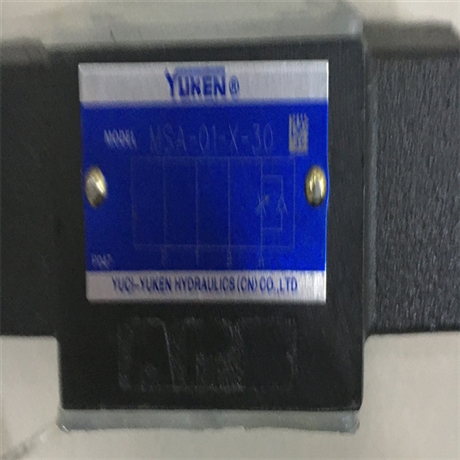 YUKEN®
MODEL MSA-01-X-30
P T B A
YUCI-YUKEN HYDRAULICS (CN) CO.,LTD